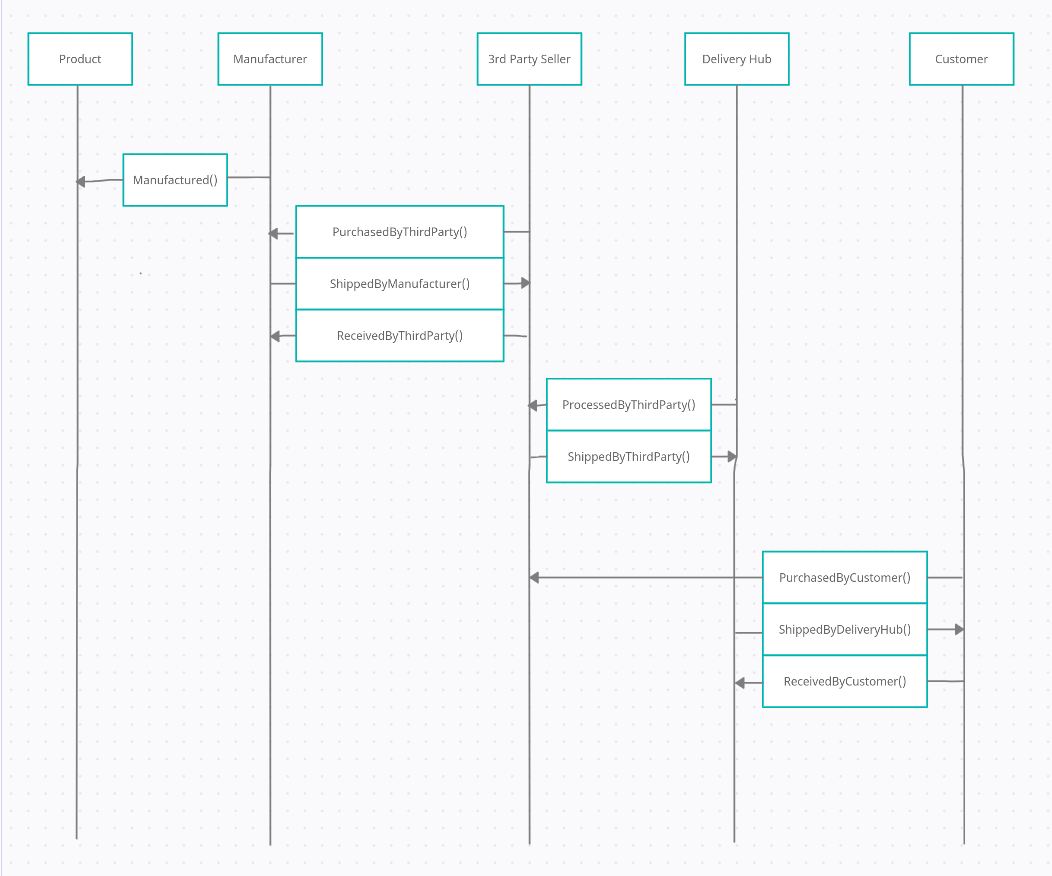 Product
Manufacturer
3rd Party Seller
Delivery Hub
Customer
Manufactured()
PurchasedByThirdParty()
ShippedByManufacturer()
ReceivedByThirdParty()
ProcessedByThirdParty()
ShippedByThirdParty()
PurchasedByCustomer()
ShippedByDeliveryHub()
ReceivedByCustomer()